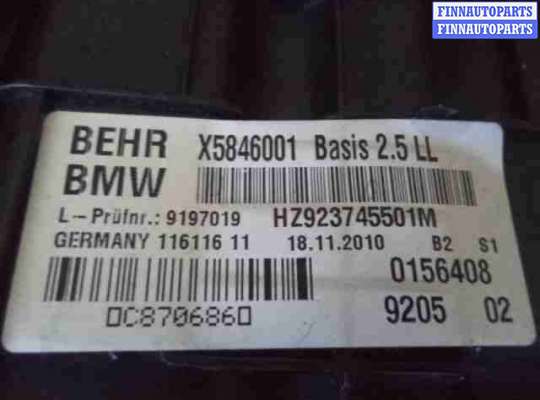 FINNAUTOPARTS
FINNAUTOPARTS
BEHR X5846001 Basis 2.5 LL
BMW
L-Prüfnr.: 9197019 HZ923745501M
GERMANY 116116 11 18.11.2010 B2 S1
0156408
0C8706860 9205 02